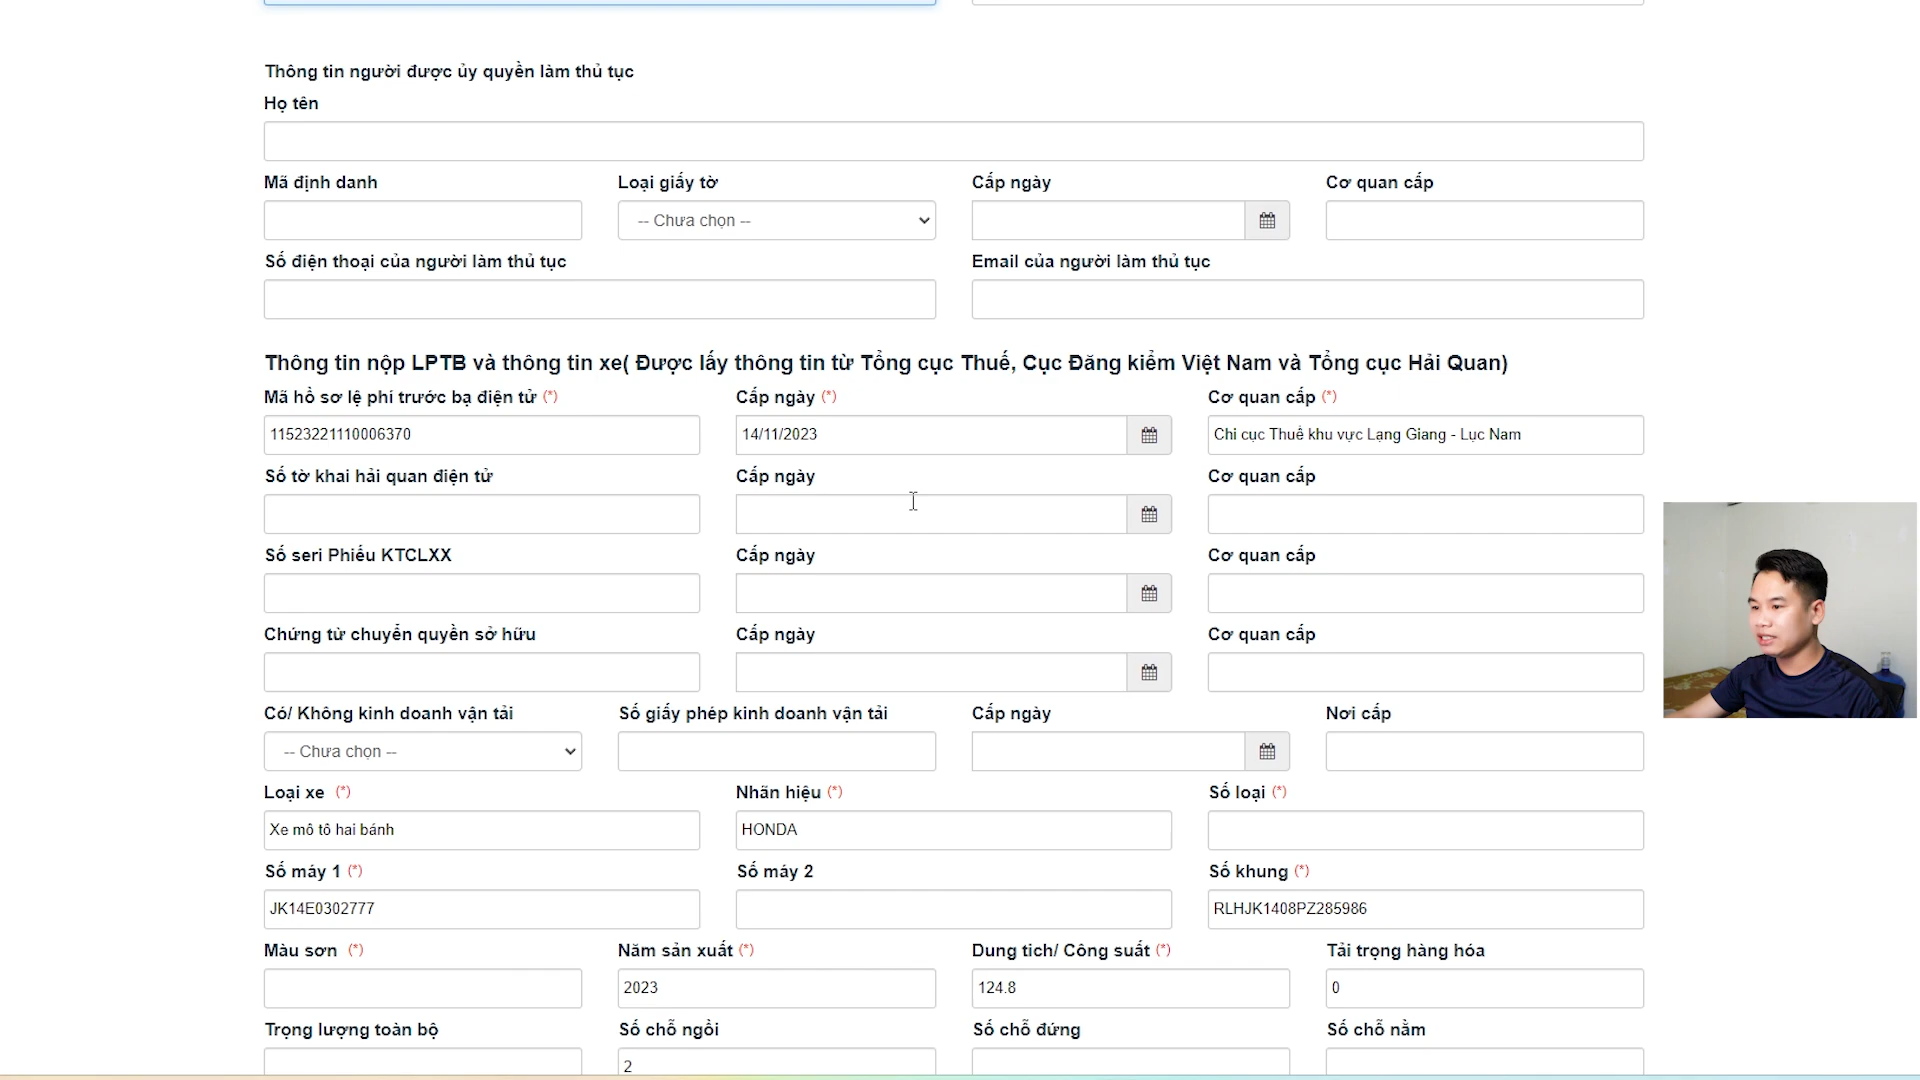 Thông tin người được ủy quyền làm thủ tục
Họ tên
Mã định danh Loại giấy tờ Cấp ngày Cơ quan cấp
-- Chưa chọn --
Số điện thoại của người làm thủ tục Email của người làm thủ tục
Thông tin nộp LPTB và thông tin xe( Được lấy thông tin từ Tổng cục Thuế, Cục Đăng kiểm Việt Nam và Tổng cục Hải Quan)
Mã hồ sơ lệ phí trước bạ điện tử (*) Cấp ngày (*) Cơ quan cấp (*)
11523221110006370 14/11/2023 Chi cục Thuế khu vực Lạng Giang - Lục Nam
Số tờ khai hải quan điện tử Cấp ngày Cơ quan cấp
Số seri Phiếu KTCLXX Cấp ngày Cơ quan cấp
Chứng từ chuyển quyền sở hữu Cấp ngày Cơ quan cấp
Có/ Không kinh doanh vận tải Số giấy phép kinh doanh vận tải Cấp ngày Nơi cấp
-- Chưa chọn --
Loại xe (*) Nhãn hiệu (*) Số loại (*)
Xe mô tô hai bánh HONDA
Số máy 1 (*) Số máy 2 Số khung (*)
JK14E0302777 RLHJK1408PZ285986
Màu sơn (*) Năm sản xuất (*) Dung tích/ Công suất (*) Tải trọng hàng hóa
2023 124.8 0
Trọng lượng toàn bộ Số chỗ ngồi Số chỗ đứng Số chỗ nằm
2